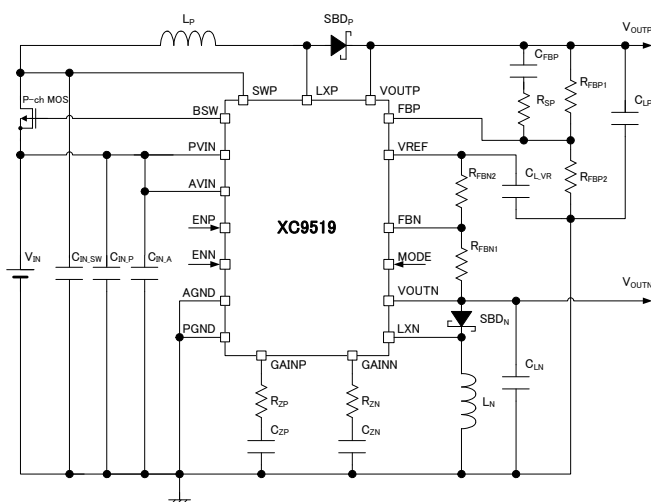 LP
SBDP
VOUTP
CFBP
RSP
RFBP1
CLP
P-ch MOS
SWP
LXP
VOUTP
BSW
FBP
PVIN
VREF
RFBN2
CL_VR
RFBP2
AVIN
ENP
XC9519
FBN
ENN
MODE
RFBN1
VIN
CIN_SW
CIN_P
CIN_A
AGND
VOUTN
VOUTN
SBDN
PGND
LXN
GAINP
GAINN
CLN
RZP
RZN
LN
CZP
CZN